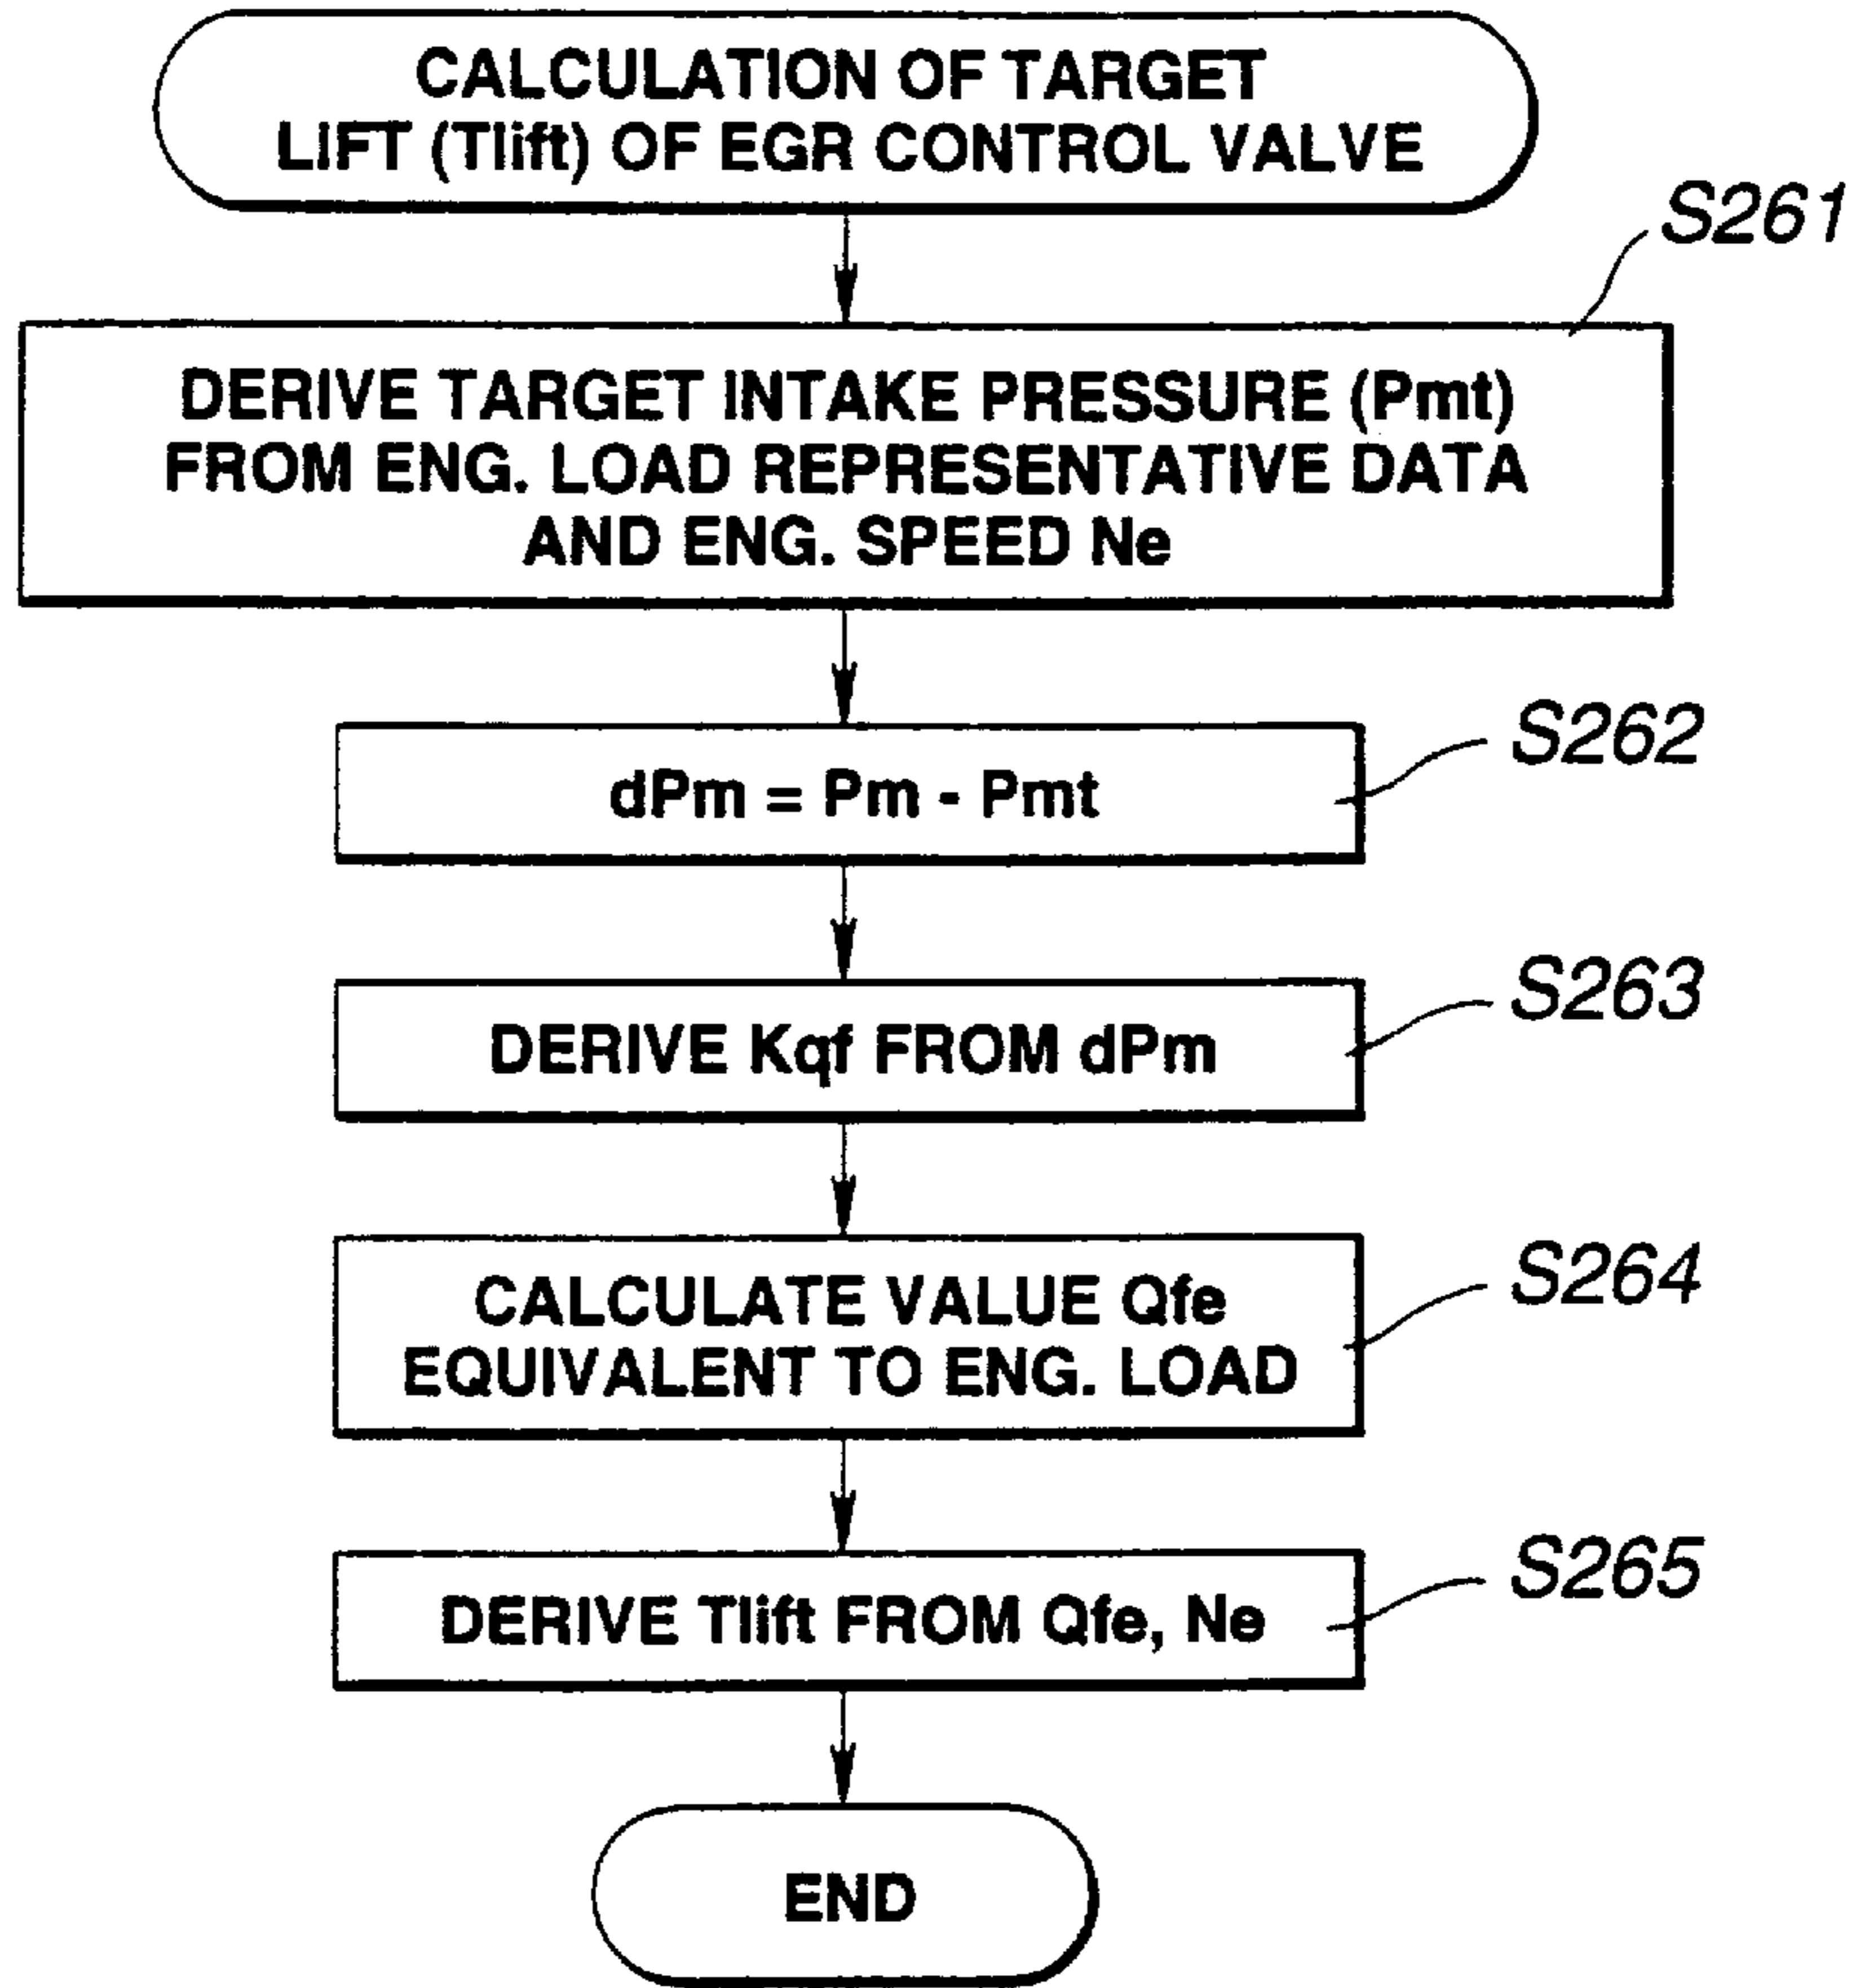 CALCULATION OF TARGET
LIFT (Tlift) OF EGR CONTROL VALVE
S261
DERIVE TARGET INTAKE PRESSURE (Pmt)
FROM ENG. LOAD REPRESENTATIVE DATA
AND ENG. SPEED Ne
S262
dPm = Pm - Pmt
S263
DERIVE Kqf FROM dPm
S264
CALCULATE VALUE Qfe
EQUIVALENT TO ENG. LOAD
S265
DERIVE Tlift FROM Qfe, Ne
END